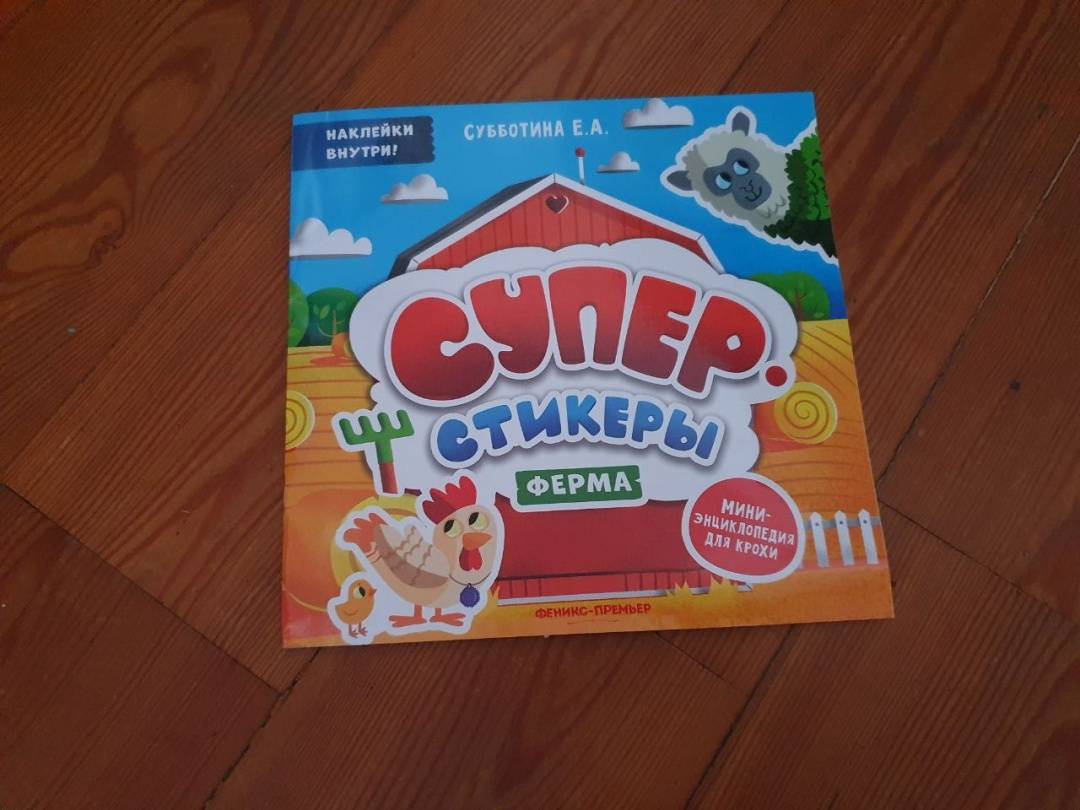 НАКЛЕЙКИ
ВНУТРИ!
СУББОТИНА Е.А.
СУПЕР.
СТИКЕРЫ
ФЕРМА
МИНИ-
ЭНЦИКЛОПЕДИЯ
ДЛЯ КРОХИ
ФЕНИКС-ПРЕМЬЕР